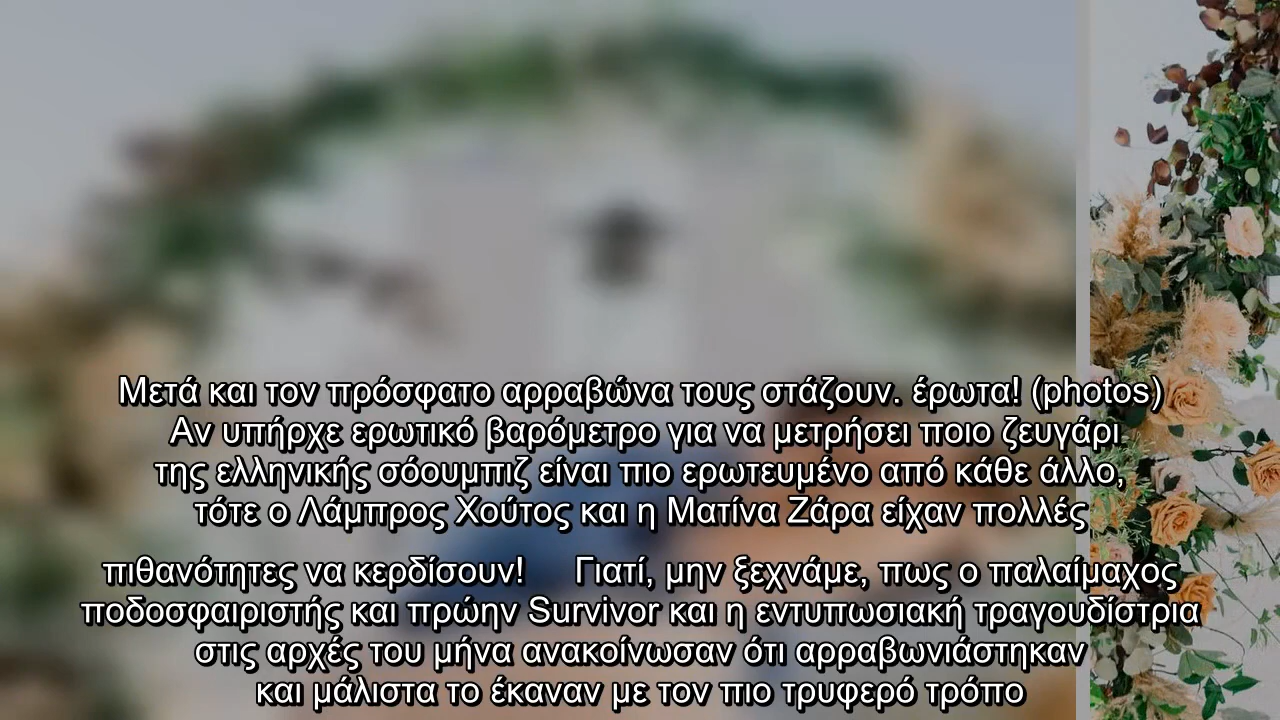 Μετά και τον πρόσφατο αρραβώνα τους στάζουν. έρωτα! (photos)
Αν υπήρχε ερωτικό βαρόμετρο για να μετρήσει ποιο ζευγάρι
της ελληνικής σόουμπιζ είναι πιο ερωτευμένο από κάθε άλλο,
τότε ο Λάμπρος Χούτος και η Ματίνα Ζάρα είχαν πολλές
πιθανότητες να κερδίσουν! Γιατί, μην ξεχνάμε, πως ο παλαίμαχος
ποδοσφαιριστής και πρώην Survivor και η εντυπωσιακή τραγουδίστρια
στις αρχές του μήνα ανακοίνωσαν ότι αρραβωνιάστηκαν
και μάλιστα το έκαναν με τον πιο τρυφερό τρόπο